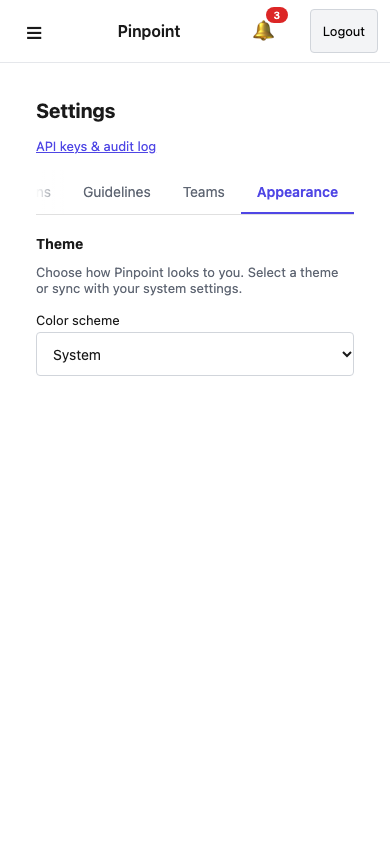 Pinpoint
3
Logout
Settings
API keys & audit log
Guidelines
Teams
Appearance
Theme
Choose how Pinpoint looks to you. Select a theme
or sync with your system settings.
Color scheme
System